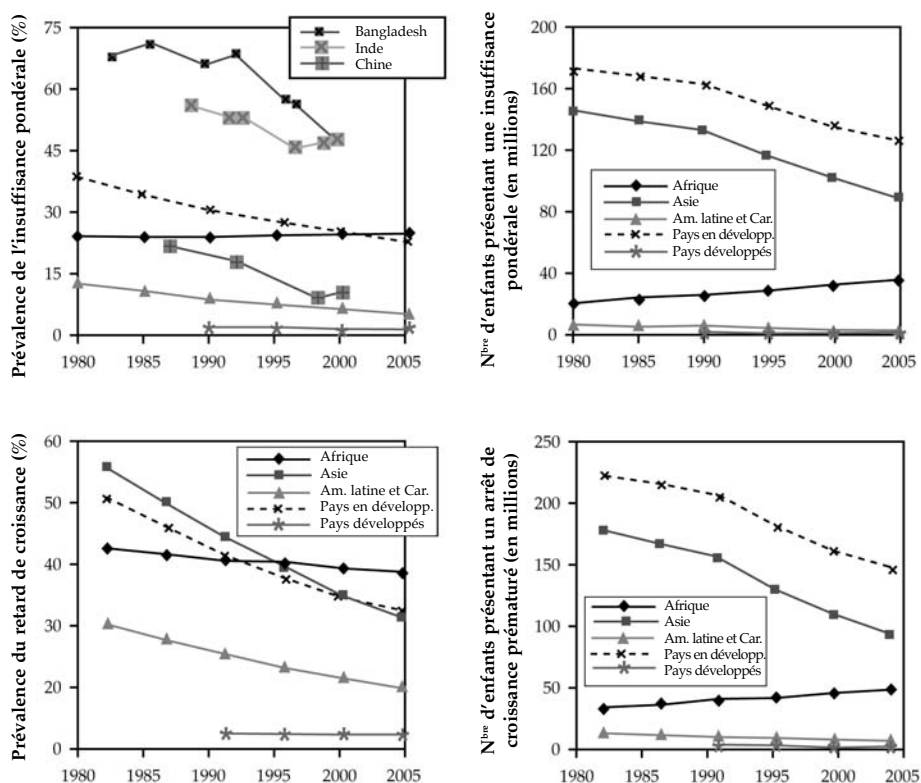 Prévalence de l'insuffisance pondérale (%)
75
60
45
30
15
0
1980 1985 1990 1995 2000 2005
Bangladesh
Inde
Chine
Nbre d'enfants présentant une insuffisance
pondérale (en millions)
200
160
120
80
40
0
1980 1985 1990 1995 2000 2005
Afrique
Asie
Am. latine et Car.
Pays en développ.
Pays développés
Prévalence du retard de croissance (%)
60
50
40
30
20
0
1980 1985 1990 1995 2000 2005
Afrique
Asie
Am. latine et Car.
Pays en développ.
Pays développés
Nbre d'enfants présentant un arrêt de
croissance prématuré (en millions)
250
200
150
100
50
0
1980 1985 1990 1995 2000 2005
Afrique
Asie
Am. latine et Car.
Pays en développ.
Pays développés